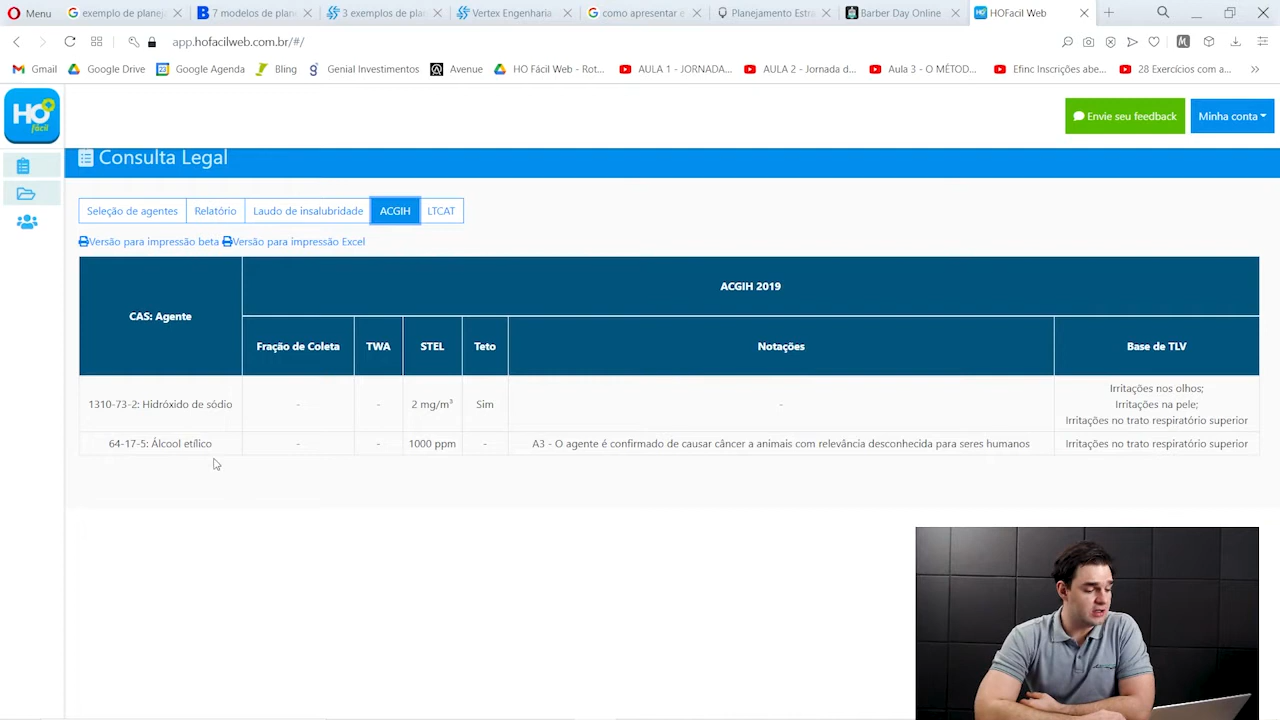 Menu
exemplo de planej
7 modelos de plane
3 exemplos de plan
Vertex Engenharia
como apresentar e
Planejamento Estra
Barber Day Online
HOFacil Web
app.hofacilweb.com.br/#/
Gmail
Google Drive
Google Agenda
Bling
Genial Investimentos
Avenue
HO Fácil Web - Rot...
AULA 1 - JORNADA...
AULA 2 - Jornada d...
Aula 3 - O MÉTOD...
Efinc Inscrições abe...
28 Exercícios com a...
HO+
fácil
Envie seu feedback
Minha conta
Consulta Legal
Seleção de agentes
Relatório
Laudo de insalubridade
ACGIH
LTCAT
Versão para impressão beta
Versão para impressão Excel
CAS: Agente
ACGIH 2019
Fração de Coleta
TWA
STEL
Teto
Notações
Base de TLV
1310-73-2: Hidróxido de sódio
-
-
2 mg/m³
Sim
-
Irritações nos olhos;
Irritações na pele;
Irritações no trato respiratório superior
64-17-5: Álcool etílico
-
-
1000 ppm
-
A3 - O agente é confirmado de causar câncer a animais com relevância desconhecida para seres humanos
Irritações no trato respiratório superior